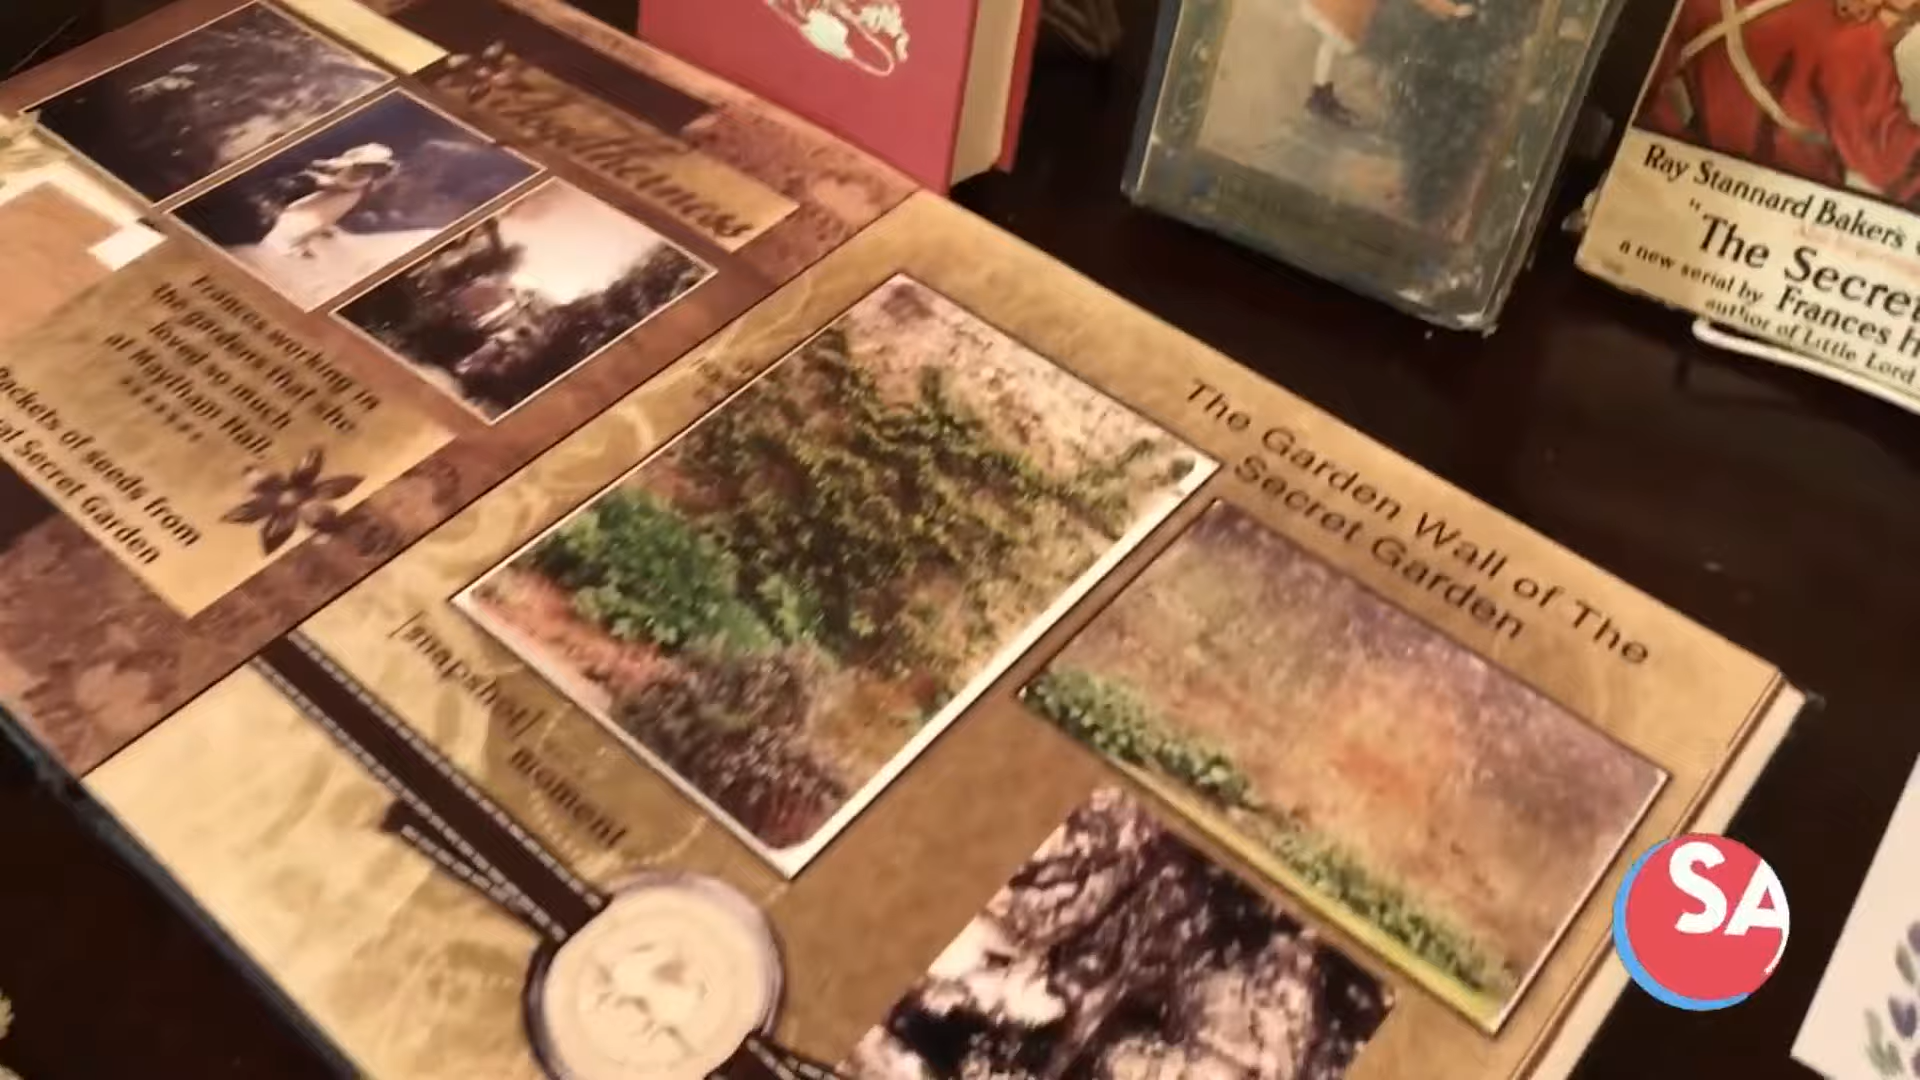 Frances working in
the gardens that she
loved so much
at Maytham Hall.
******
Packets of seeds from
Secret Garden
[snapshot]
moment
The Garden Wall of The
Secret Garden
Ray Stannard Baker's
"The Secret
a new serial by Frances H
author of Little Lord
SA